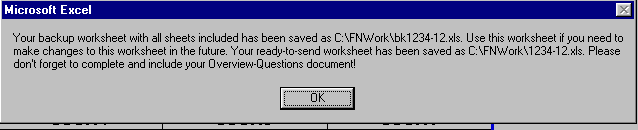 Microsoft Excel
Your backup worksheet with all sheets included has been saved as C:\FNWork\bk1234-12.xls. Use this worksheet if you need to
make changes to this worksheet in the future. Your ready-to-send worksheet has been saved as C:\FNWork\1234-12.xls. Please
don't forget to complete and include your Overview-Questions document!
OK